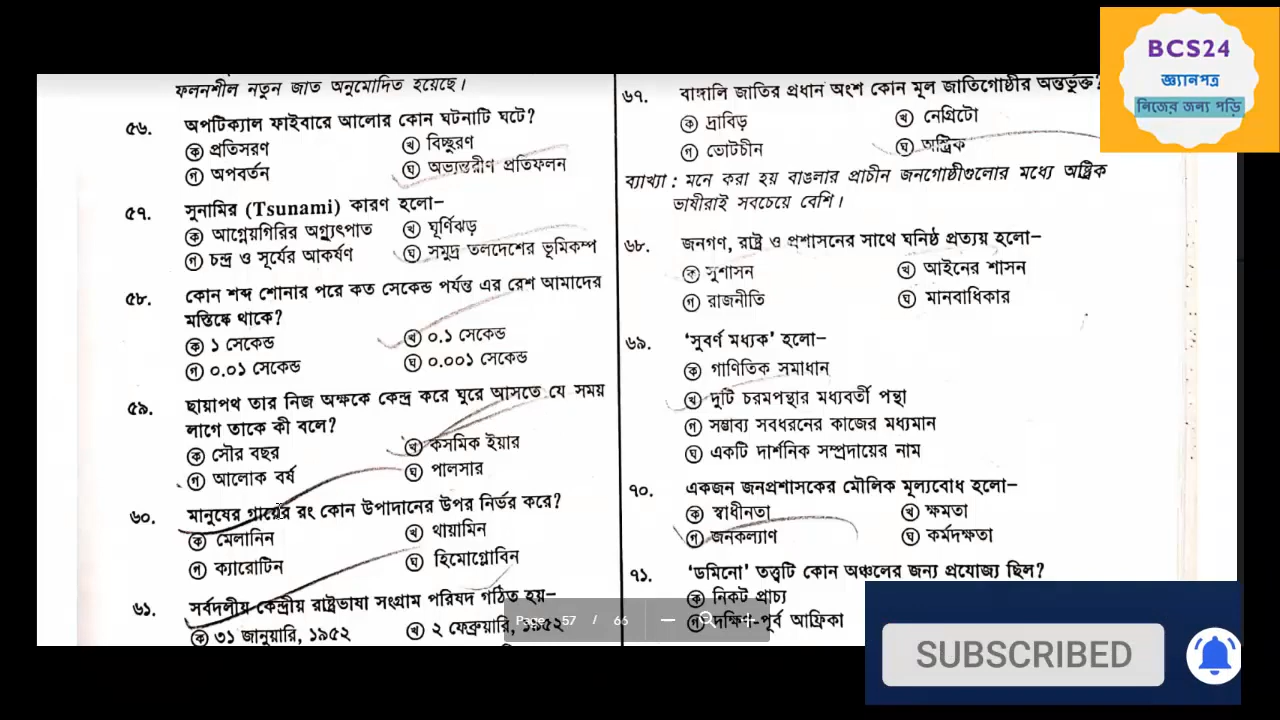 ফলনশীল নতুন জাত অনুমোদিত হয়েছে।
৫৬. অপটিক্যাল ফাইবারে আলোর কোন ঘটনাটি ঘটে?
ক প্রতিসরণ খ বিচ্ছুরণ
গ অপবর্তন ঘ অভ্যন্তরীণ প্রতিফলন
৫৭. সুনামির (Tsunami) কারণ হলো–
ক আগ্নেয়গিরির অগ্ন্যুৎপাত খ ঘূর্ণিঝড়
গ চন্দ্র ও সূর্যের আকর্ষণ ঘ সমুদ্র তলদেশের ভূমিকম্প
৫৮. কোন শব্দ শোনার পরে কত সেকেন্ড পর্যন্ত এর রেশ আমাদের
মস্তিষ্কে থাকে?
ক ১ সেকেন্ড খ ০.১ সেকেন্ড
গ ০.০১ সেকেন্ড ঘ ০.০০১ সেকেন্ড
৫৯. ছায়াপথ তার নিজ অক্ষকে কেন্দ্র করে ঘুরে আসতে যে সময়
লাগে তাকে কী বলে?
ক সৌর বছর খ কসমিক ইয়ার
গ আলোক বর্ষ ঘ পালসার
৬০. মানুষের গায়ের রং কোন উপাদানের উপর নির্ভর করে?
ক মেলানিন খ থায়ামিন
গ ক্যারোটিন ঘ হিমোগ্লোবিন
৬১. সর্বদলীয় কেন্দ্রীয় রাষ্ট্রভাষা সংগ্রাম পরিষদ গঠিত হয়–
ক ৩১ জানুয়ারি, ১৯৫২ খ ২ ফেব্রুয়ারি, ১৯৫২
৬৭. বাঙ্গালি জাতির প্রধান অংশ কোন মূল জাতিগোষ্ঠীর অন্তর্ভুক্ত?
ক দ্রাবিড় খ নেগ্রিটো
গ ভোটচীন ঘ অস্ট্রিক
ব্যাখ্যা : মনে করা হয় বাঙলার প্রাচীন জনগোষ্ঠীগুলোর মধ্যে অষ্ট্রিক
ভাষীরাই সবচেয়ে বেশি।
৬৮. জনগণ, রাষ্ট্র ও প্রশাসনের সাথে ঘনিষ্ঠ প্রত্যয় হলো–
ক সুশাসন খ আইনের শাসন
গ রাজনীতি ঘ মানবাধিকার
৬৯. ‘সুবর্ণ মধ্যক’ হলো–
ক গাণিতিক সমাধান
খ দুটি চরমপন্থার মধ্যবর্তী পন্থা
গ সম্ভাব্য সবধরনের কাজের মধ্যমান
ঘ একটি দার্শনিক সম্প্রদায়ের নাম
৭০. একজন জনপ্রশাসকের মৌলিক মূল্যবোধ হলো–
ক স্বাধীনতা খ ক্ষমতা
গ জনকল্যাণ ঘ কর্মদক্ষতা
৭১. ‘ডমিনো’ তত্ত্বটি কোন অঞ্চলের জন্য প্রযোজ্য ছিল?
ক নিকট প্রাচ্য
গ দক্ষিণ-পূর্ব আফ্রিকা
Page 57 / 66
BCS24
জ্ঞ্যানপত্র
নিজের জন্য পড়ি
SUBSCRIBED